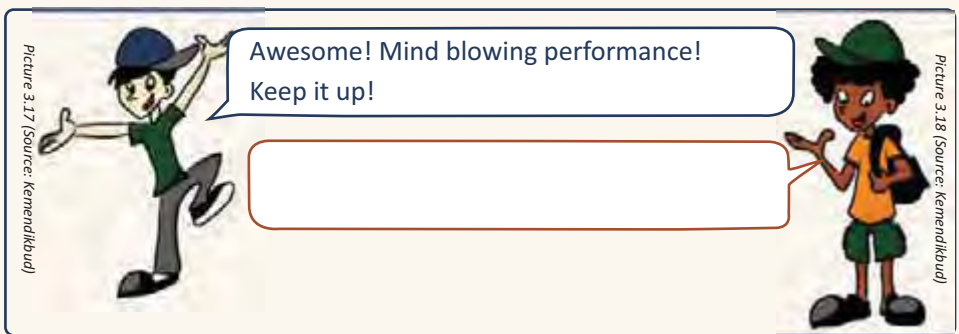 Picture 3.17 (Source: Kemendikbud)
Awesome! Mind blowing performance!
Keep it up!
Picture 3.18 (Source: Kemendikbud)